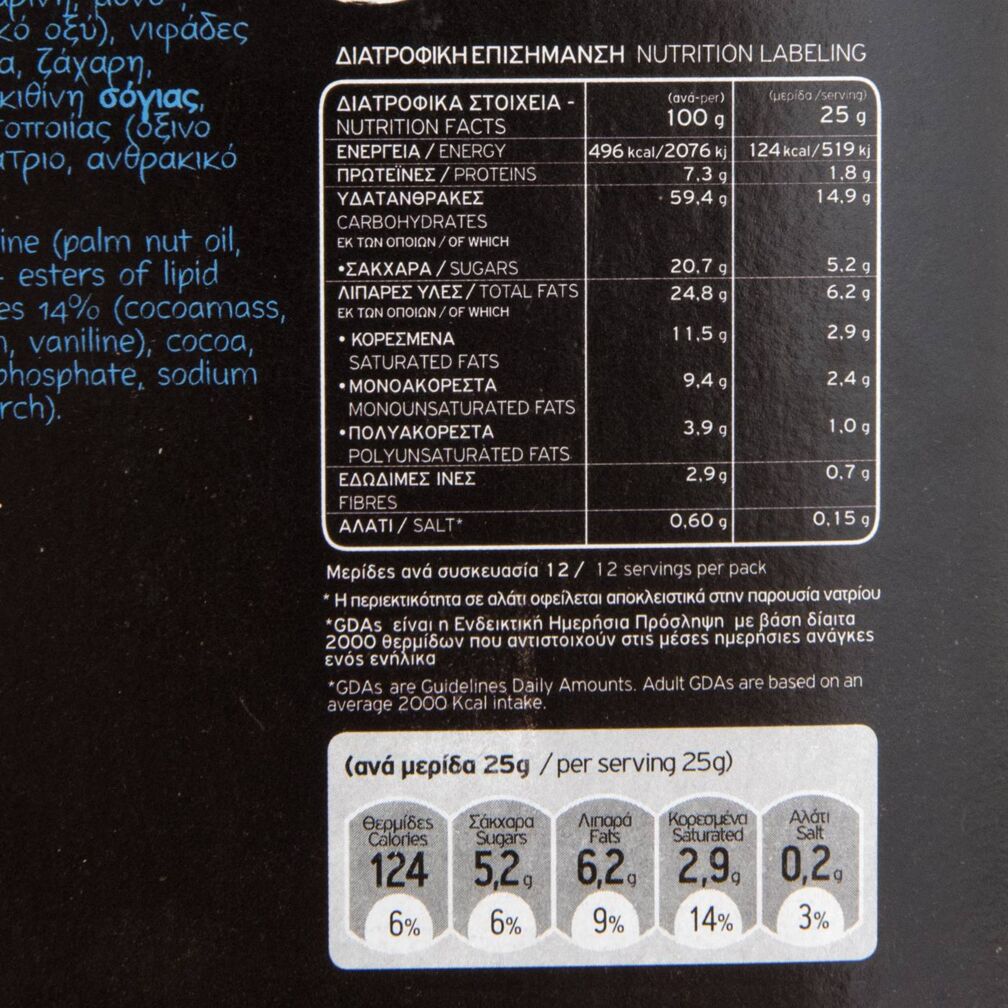 κό οξύ), νιφάδες
α, ζάχαρη,
κιθίνη σόγιας,
τοποιίας (όξινο
άτριο, ανθρακικό
ine (palm nut oil,
- esters of lipid
es 14% (cocoamass,
n, vaniline), cocoa,
phosphate, sodium
rch).
ΔΙΑΤΡΟΦΙΚΗ ΕΠΙΣΗΜΑΝΣΗ NUTRITION LABELING
ΔΙΑΤΡΟΦΙΚΑ ΣΤΟΙΧΕΙΑ - (ανά-per) (μερίδα/serving)
NUTRITION FACTS 100 g 25 g
ΕΝΕΡΓΕΙΑ / ENERGY 496 kcal/2076 kj 124 kcal/519 kj
ΠΡΩΤΕΪΝΕΣ / PROTEINS 7,3 g 1,8 g
ΥΔΑΤΑΝΘΡΑΚΕΣ 59,4 g 14,9 g
CARBOHYDRATES
ΕΚ ΤΩΝ ΟΠΟΙΩΝ / OF WHICH
•ΣΑΚΧΑΡΑ / SUGARS 20,7 g 5,2 g
ΛΙΠΑΡΕΣ ΥΛΕΣ / TOTAL FATS 24,8 g 6,2 g
ΕΚ ΤΩΝ ΟΠΟΙΩΝ / OF WHICH
• ΚΟΡΕΣΜΕΝΑ 11,5 g 2,9 g
SATURATED FATS
•ΜΟΝΟΑΚΟΡΕΣΤΑ 9,4 g 2,4 g
MONOUNSATURATED FATS
•ΠΟΛΥΑΚΟΡΕΣΤΑ 3,9 g 1,0 g
POLYUNSATURATED FATS
ΕΔΩΔΙΜΕΣ ΙΝΕΣ 2,9 g 0,7 g
FIBRES
ΑΛΑΤΙ / SALT* 0,60 g 0,15 g
Μερίδες ανά συσκευασία 12 / 12 servings per pack
* Η περιεκτικότητα σε αλάτι οφείλεται αποκλειστικά στην παρουσία νατρίου
*GDAs είναι η Ενδεικτική Ημερήσια Πρόσληψη με βάση δίαιτα
2000 θερμίδων που αντιστοιχούν στις μέσες ημερήσιες ανάγκες
ενός ενήλικα
*GDAs are Guidelines Daily Amounts. Adult GDAs are based on an
average 2000 Kcal intake.
(ανά μερίδα 25g / per serving 25g)
Θερμίδες Σάκχαρα Λιπαρά Κορεσμένα Αλάτι
Calories Sugars Fats Saturated Salt
124 5,2g 6,2g 2,9g 0,2g
6% 6% 9% 14% 3%